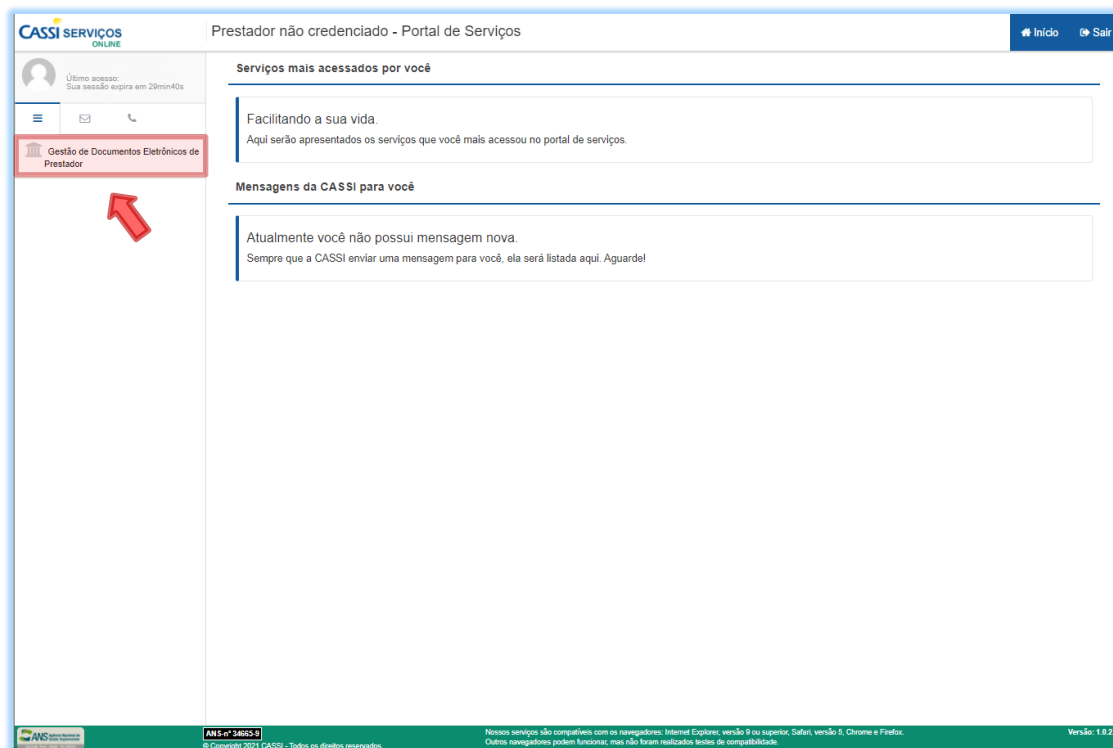 CASSI SERVIÇOS
ONLINE
Prestador não credenciado - Portal de Serviços
Início
Sair
Último acesso:
Sua sessão expira em 29min40s
Gestão de Documentos Eletrônicos de
Prestador
Serviços mais acessados por você
Facilitando a sua vida.
Aqui serão apresentados os serviços que você mais acessou no portal de serviços.
Mensagens da CASSI para você
Atualmente você não possui mensagem nova.
Sempre que a CASSI enviar uma mensagem para você, ela será listada aqui. Aguarde!
ANS
Agência Nacional de
Saúde Suplementar
ANS-nº 34665-9
© Copyright 2021 CASSI - Todos os direitos reservados.
Nossos serviços são compatíveis com os navegadores: Internet Explorer, versão 9 ou superior, Safari, versão 5, Chrome e Firefox.
Outros navegadores podem funcionar, mas não foram realizados testes de compatibilidade.
Versão: 1.0.2